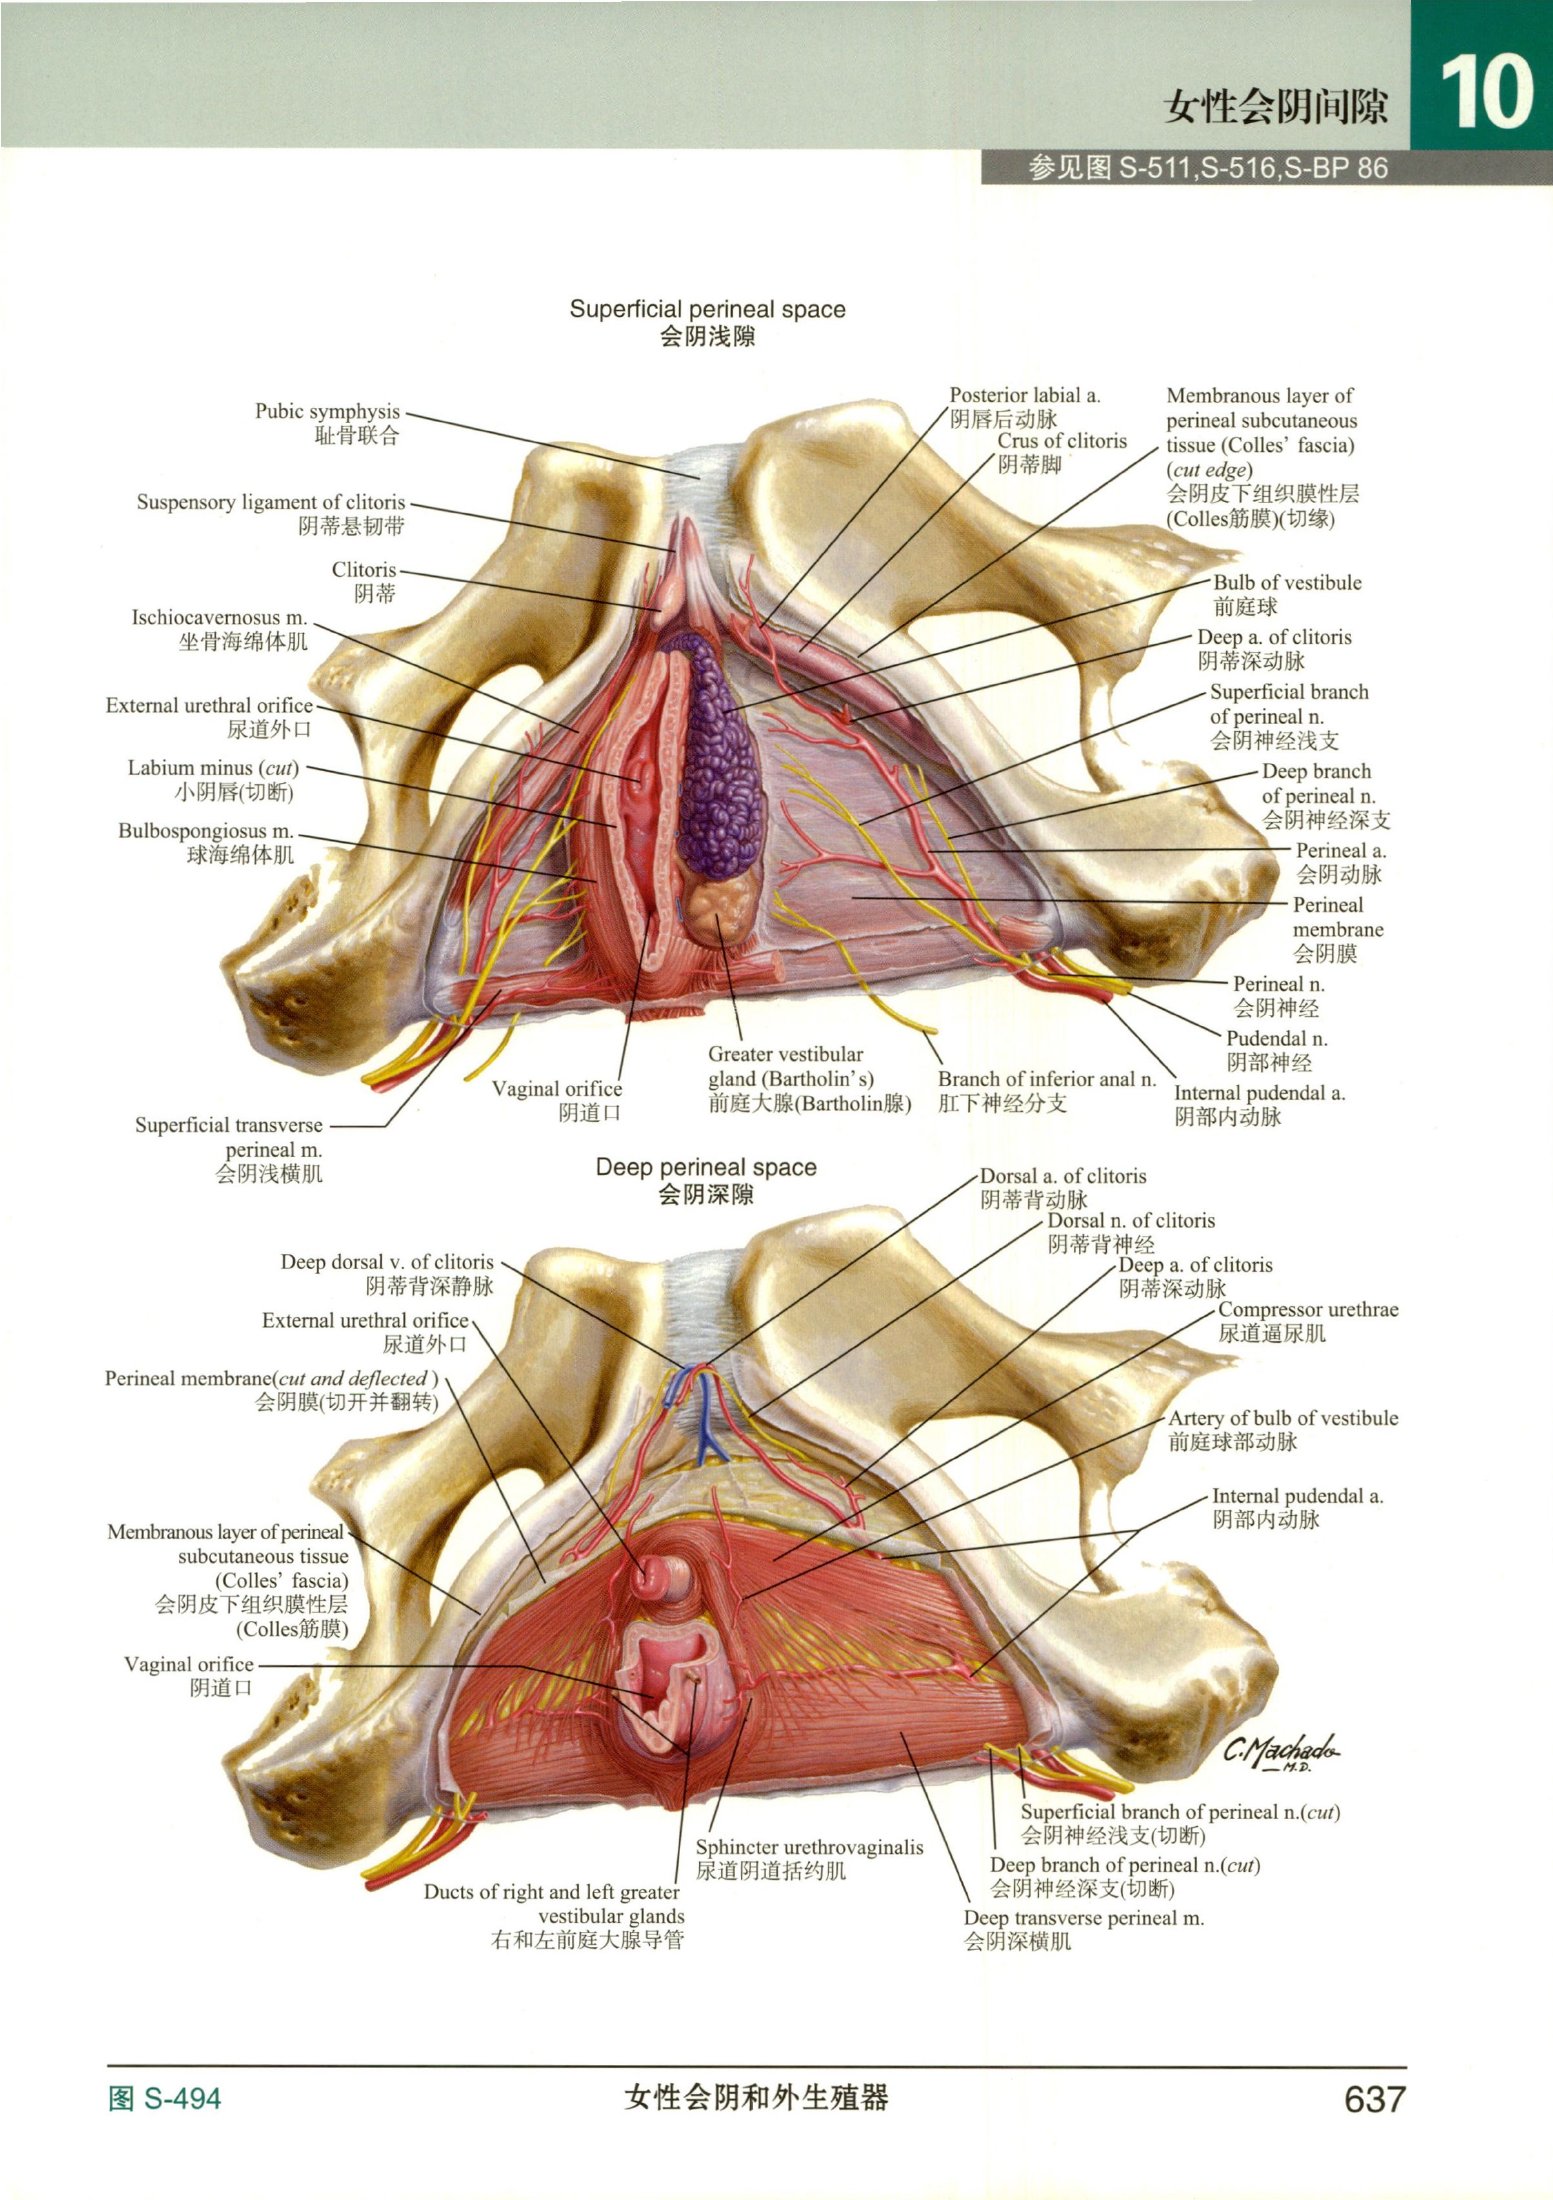 女性会阴间隙
10
参见图 S-511,S-516,S-BP 86
Superficial perineal space
会阴浅隙
Pubic symphysis
耻骨联合
Suspensory ligament of clitoris
阴蒂悬韧带
Clitoris
阴蒂
Ischiocavernosus m.
坐骨海绵体肌
External urethral orifice
尿道外口
Labium minus (cut)
小阴唇(切断)
Bulbospongiosus m.
球海绵体肌
Superficial transverse
perineal m.
会阴浅横肌
Vaginal orifice
阴道口
Greater vestibular
gland (Bartholin's)
前庭大腺(Bartholin腺)
Branch of inferior anal n.
肛下神经分支
Posterior labial a.
阴唇后动脉
Crus of clitoris
阴蒂脚
Membranous layer of
perineal subcutaneous
tissue (Colles' fascia)
(cut edge)
会阴皮下组织膜性层
(Colles筋膜)(切缘)
Bulb of vestibule
前庭球
Deep a. of clitoris
阴蒂深动脉
Superficial branch
of perineal n.
会阴神经浅支
Deep branch
of perineal n.
会阴神经深支
Perineal a.
会阴动脉
Perineal
membrane
会阴膜
Perineal n.
会阴神经
Pudendal n.
阴部神经
Internal pudendal a.
阴部内动脉
Deep perineal space
会阴深隙
Deep dorsal v. of clitoris
阴蒂背深静脉
External urethral orifice
尿道外口
Perineal membrane(cut and deflected )
会阴膜(切开并翻转)
Membranous layer of perineal
subcutaneous tissue
(Colles' fascia)
会阴皮下组织膜性层
(Colles筋膜)
Vaginal orifice
阴道口
Ducts of right and left greater
vestibular glands
右和左前庭大腺导管
Sphincter urethrovaginalis
尿道阴道括约肌
Dorsal a. of clitoris
阴蒂背动脉
Dorsal n. of clitoris
阴蒂背神经
Deep a. of clitoris
阴蒂深动脉
Compressor urethrae
尿道逼尿肌
Artery of bulb of vestibule
前庭球部动脉
Internal pudendal a.
阴部内动脉
C.Machado
M.D.
Superficial branch of perineal n.(cut)
会阴神经浅支(切断)
Deep branch of perineal n.(cut)
会阴神经深支(切断)
Deep transverse perineal m.
会阴深横肌
图 S-494
女性会阴和外生殖器
637